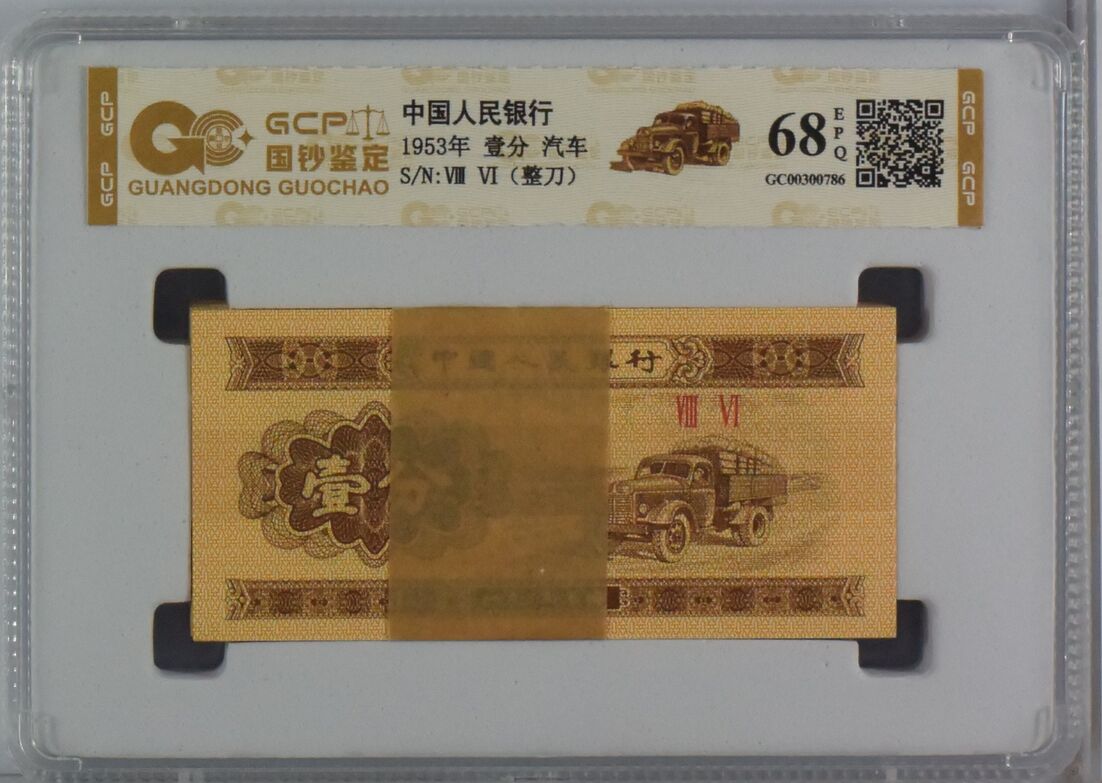 GCP
GCP
GCP
国钞鉴定
GUANGDONG GUOCHAO
中国人民银行
1953年 壹分 汽车
S/N:Ⅷ Ⅵ（整刀）
68
EPQ
GC00300786
GCP
GCP
中國人民銀行
Ⅷ Ⅵ
壹分